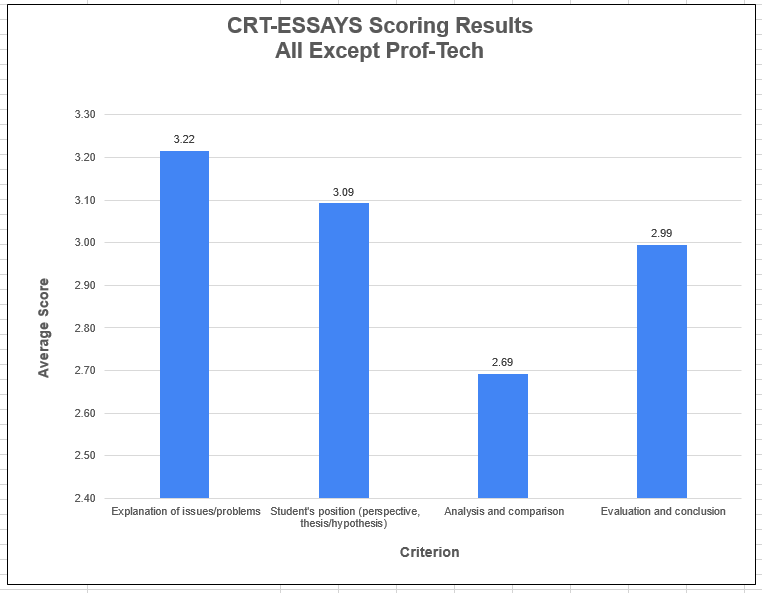 CRT-ESSAYS Scoring Results
All Except Prof-Tech
3.30
3.20
3.10
3.00
2.90
2.80
2.70
2.60
2.50
2.40
Average Score
3.22
3.09
2.69
2.99
Explanation of issues/problems
Student's position (perspective,
thesis/hypothesis)
Analysis and comparison
Evaluation and conclusion
Criterion